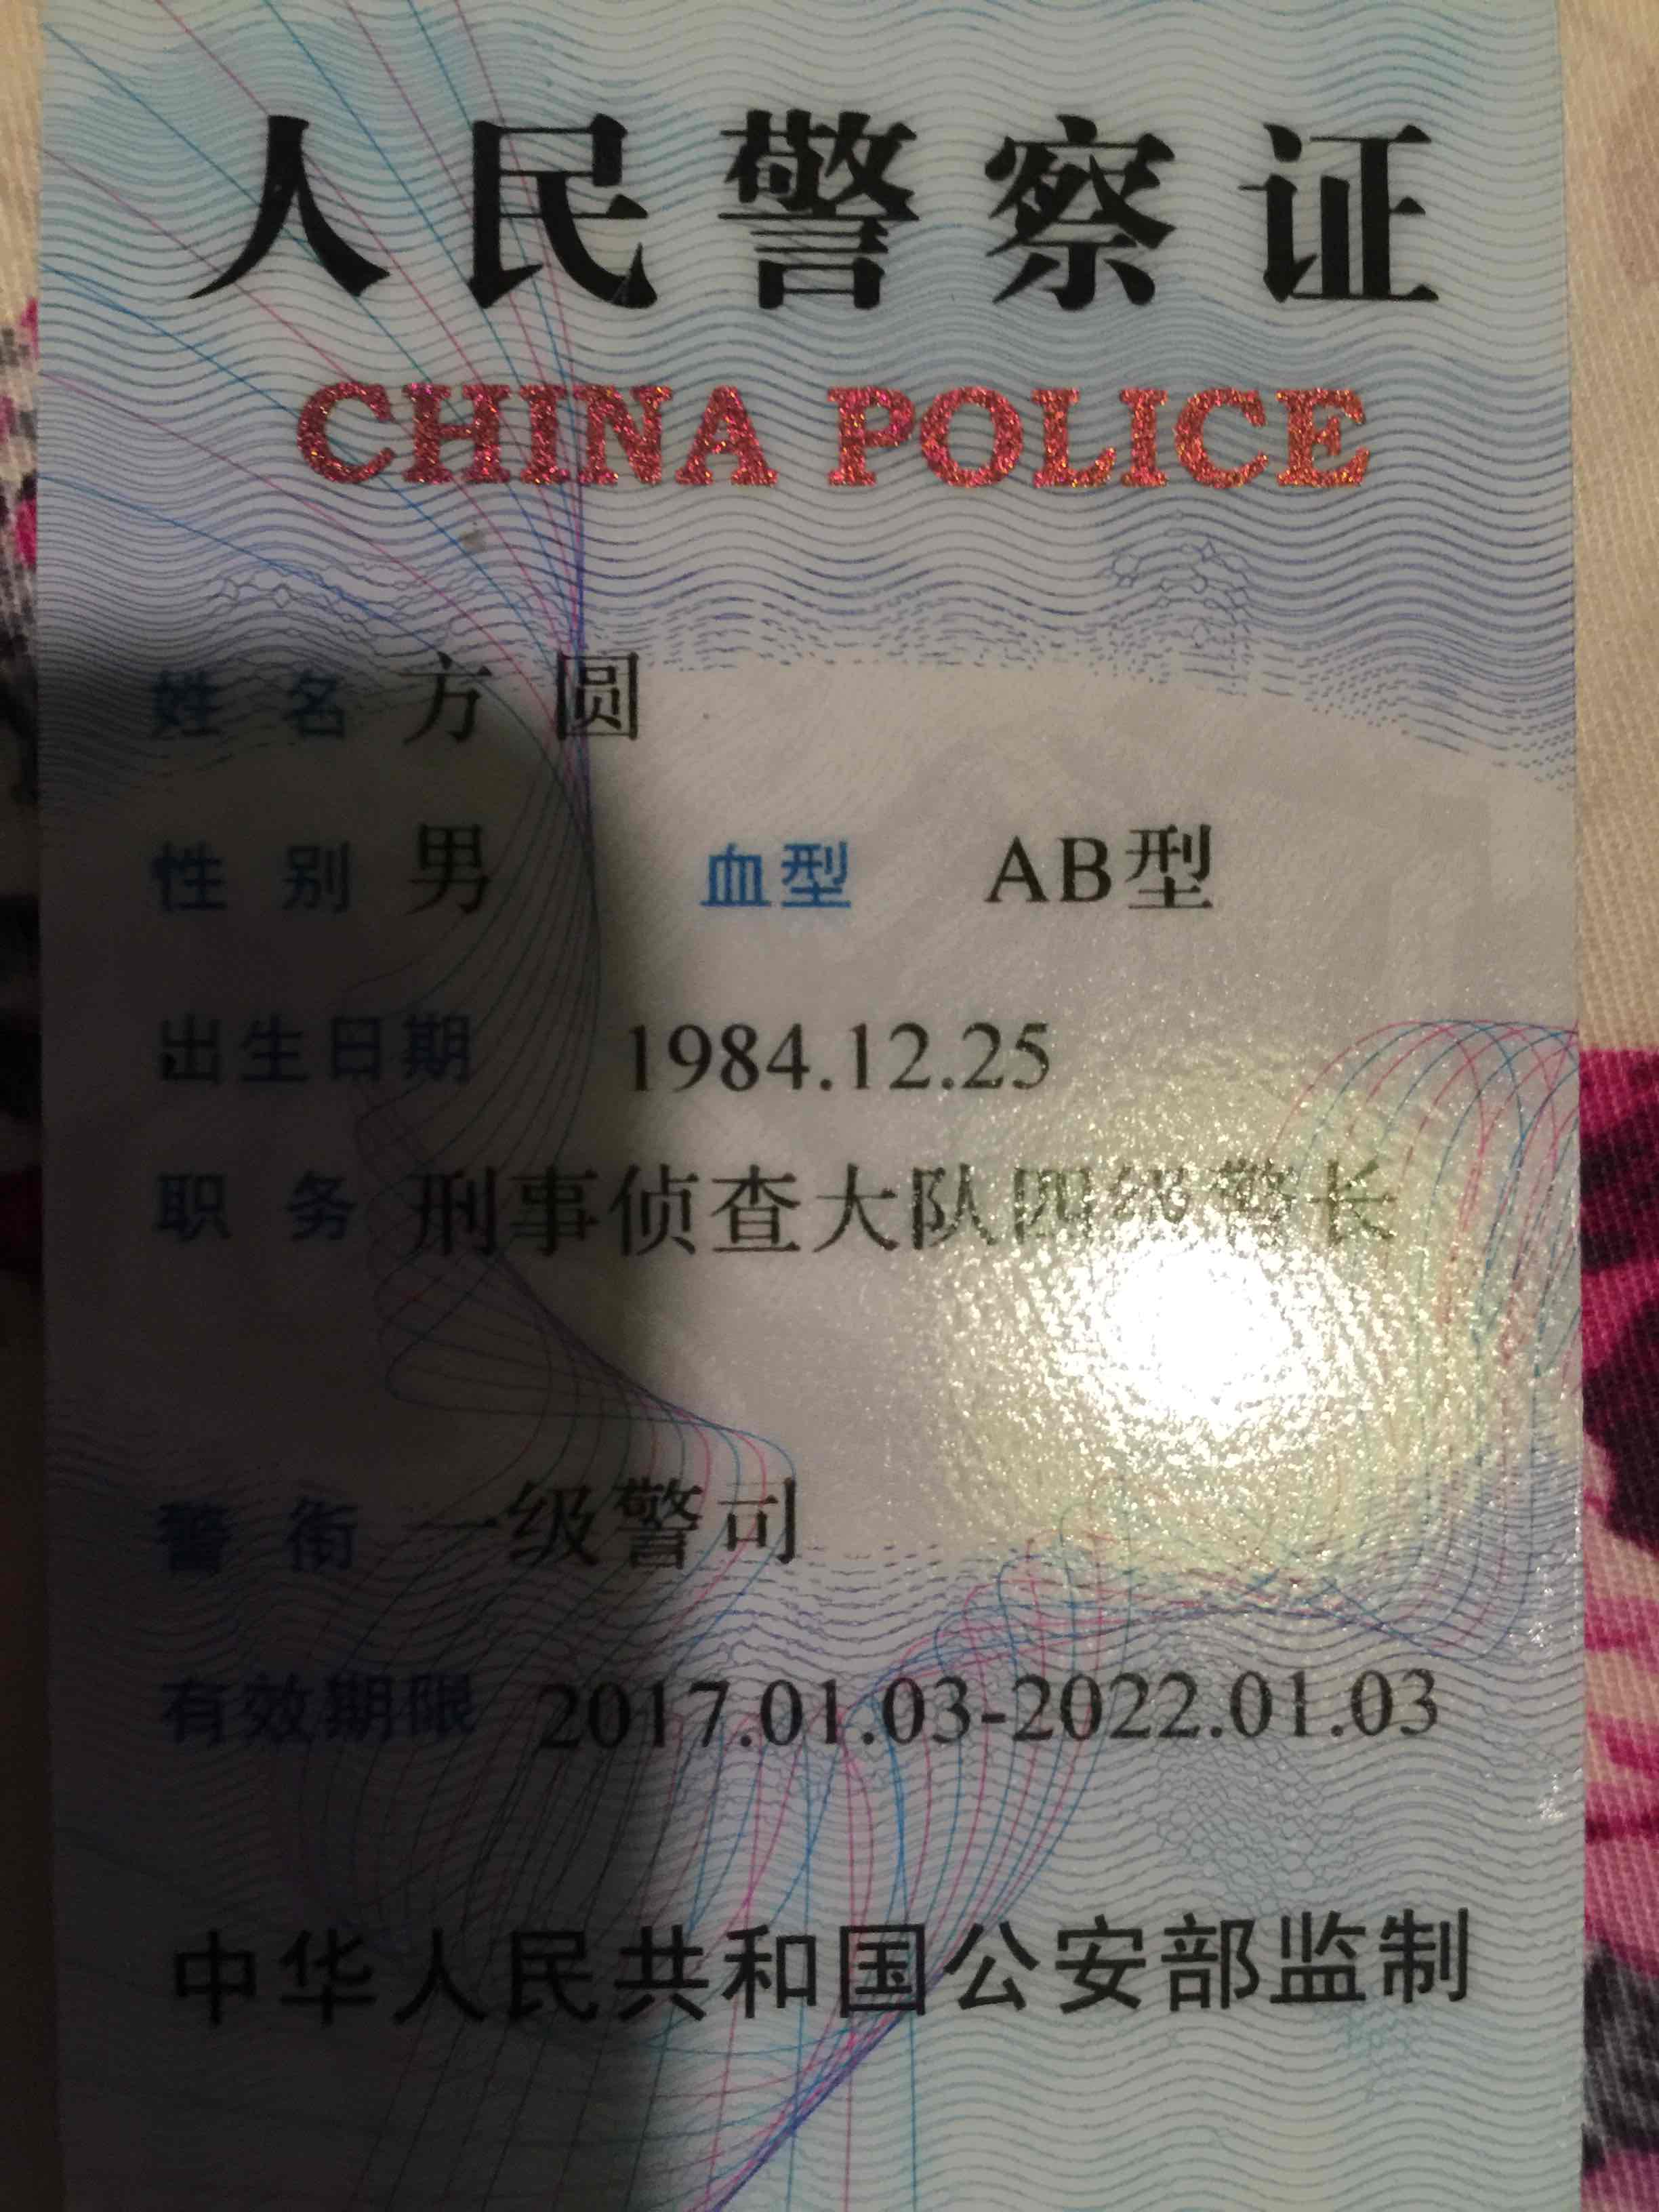 人民警察证
CHINA POLICE
姓名 方圆
性别 男 血型 AB型
出生日期 1984.12.25
职务 刑事侦查大队四级警长
警衔 一级警司
有效期限 2017.01.03-2022.01.03
中华人民共和国公安部监制